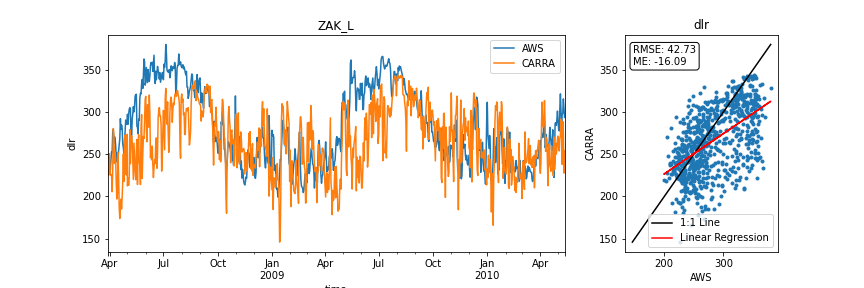 ZAK_L
dlr
AWS
CARRA
350
300
250
200
150
dlr
Apr
Jul
Oct
Jan
2009
Apr
Jul
Oct
Jan
2010
Apr
time
RMSE: 42.73
ME: -16.09
350
300
250
200
150
CARRA
1:1 Line
Linear Regression
200
300
AWS